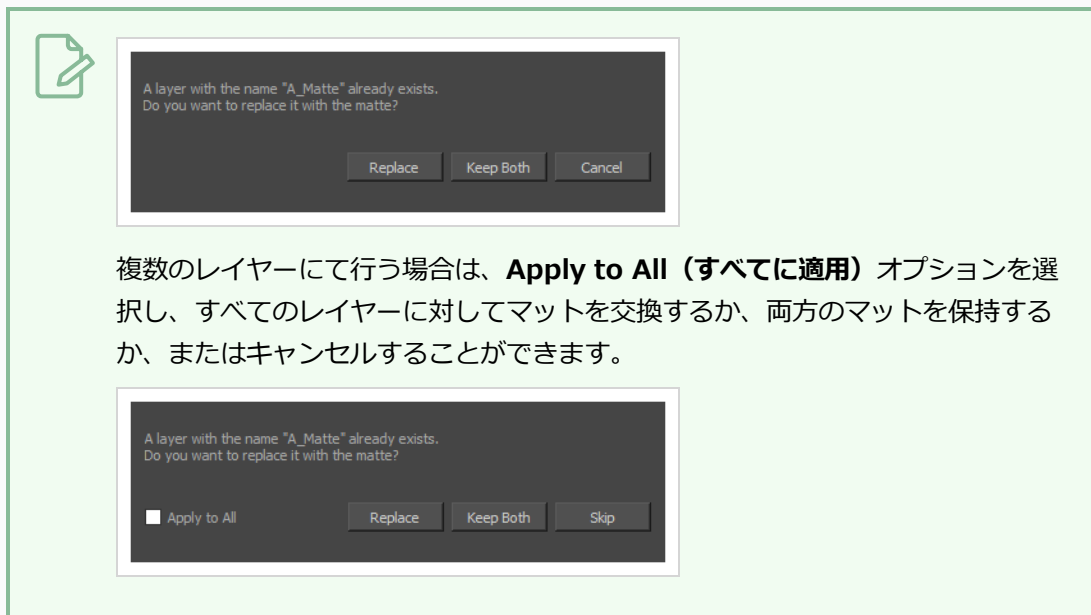 A layer with the name "A_Matte" already exists.
Do you want to replace it with the matte?
Replace Keep Both Cancel
複数のレイヤーにて行う場合は、Apply to All（すべてに適用）オプションを選
択し、すべてのレイヤーに対してマットを交換するか、両方のマットを保持する
か、またはキャンセルすることができます。
A layer with the name "A_Matte" already exists.
Do you want to replace it with the matte?
Apply to All Replace Keep Both Skip